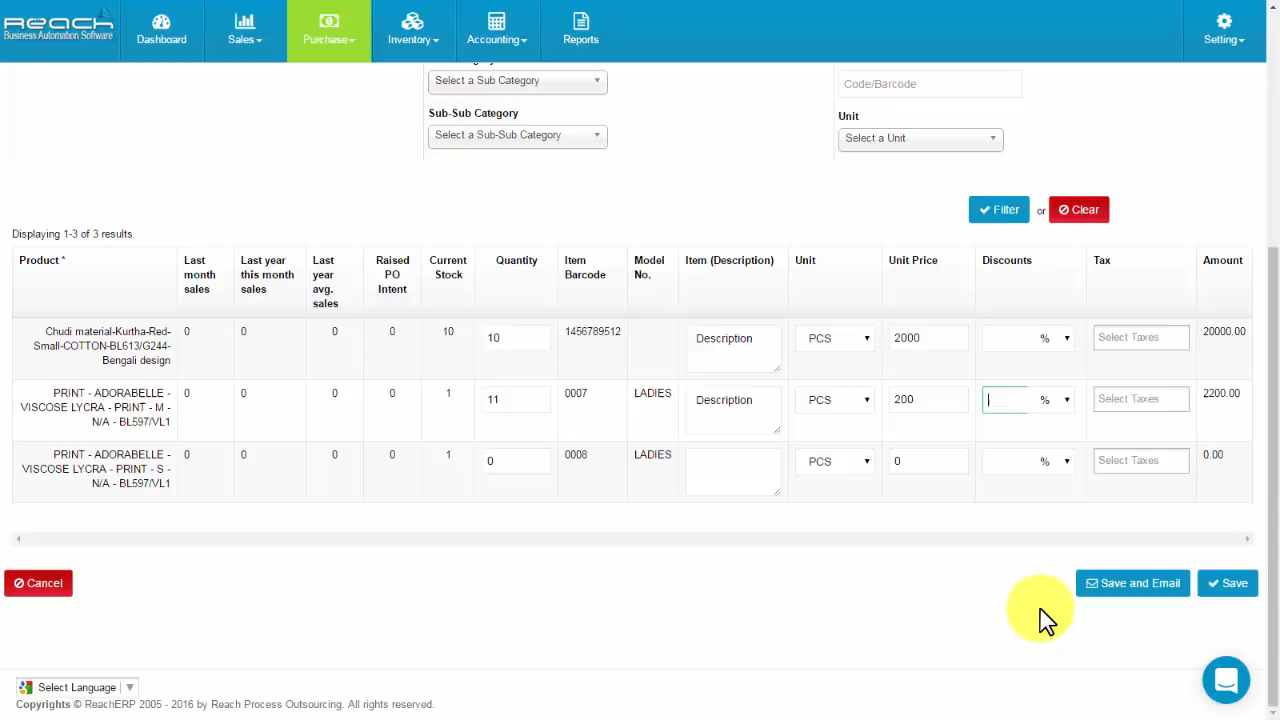 REACH
Business Automation Software
Dashboard
Sales
Purchase
Inventory
Accounting
Reports
Setting
Select a Sub Category
Code/Barcode
Sub-Sub Category
Unit
Select a Sub-Sub Category
Select a Unit
Filter or Clear
Displaying 1-3 of 3 results.
Product *
Last month sales
Last year this month sales
Last year avg. sales
Raised PO Intent
Current Stock
Quantity
Item Barcode
Model No.
Item (Description)
Unit
Unit Price
Discounts
Tax
Amount
Chudi material-Kurtha-Red-
Small-COTTON-BL613/G244-
Bengali design
0 0 0 0 10 10 1456789512 Description PCS 2000 % Select Taxes 20000.00
PRINT - ADORABELLE -
VISCOSE LYCRA - PRINT - M -
N/A - BL597/VL1
0 0 0 0 1 11 0007 LADIES Description PCS 200 % Select Taxes 2200.00
PRINT - ADORABELLE -
VISCOSE LYCRA - PRINT - S -
N/A - BL597/VL1
0 0 0 0 1 0 0008 LADIES PCS 0 % Select Taxes 0.00
Cancel
Save and Email
Save
Select Language
Copyrights © ReachERP 2005 - 2016 by Reach Process Outsourcing. All rights reserved.